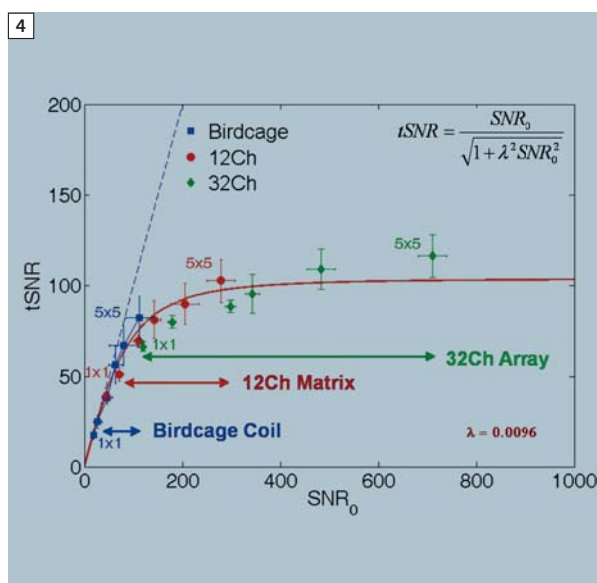 4
200
150
100
50
0
tSNR
Birdcage
12Ch
32Ch
tSNR = SNR₀ / √(1 + λ²SNR₀²)
5x5
5x5
5x5
1x1
1x1
1x1
32Ch Array
12Ch Matrix
Birdcage Coil
λ = 0.0096
0 200 400 600 800 1000
SNR₀